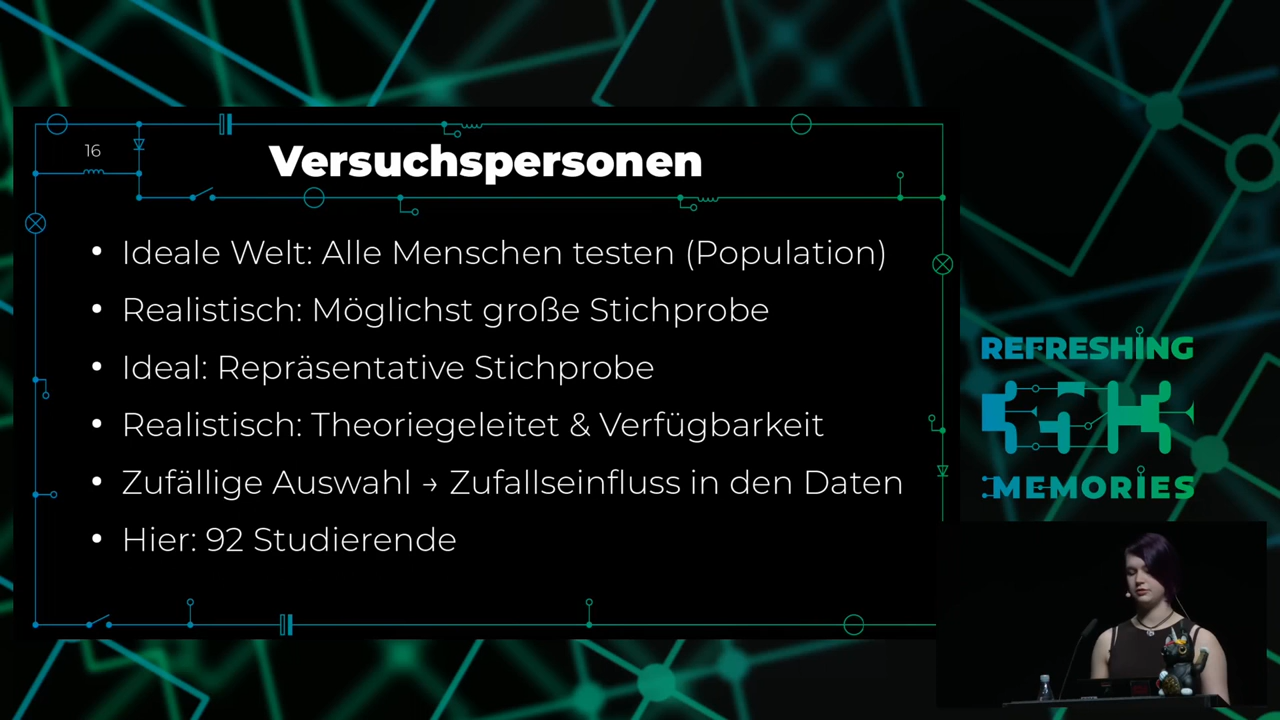 16
Versuchspersonen
• Ideale Welt: Alle Menschen testen (Population)
• Realistisch: Möglichst große Stichprobe
• Ideal: Repräsentative Stichprobe
• Realistisch: Theoriegeleitet & Verfügbarkeit
• Zufällige Auswahl → Zufallseinfluss in den Daten
• Hier: 92 Studierende
REFRESHING
MEMORIES